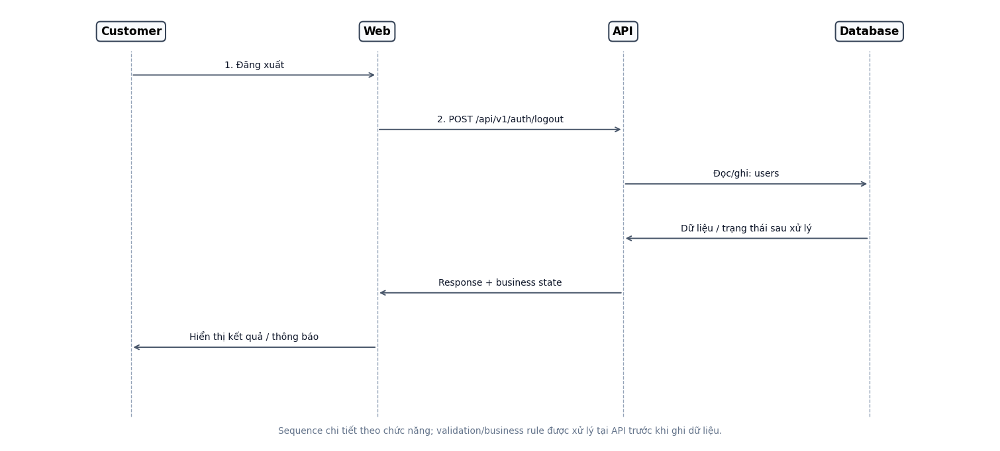 Customer
Web
API
Database
1. Đăng xuất
2. POST /api/v1/auth/logout
Đọc/ghi: users
Dữ liệu / trạng thái sau xử lý
Response + business state
Hiển thị kết quả / thông báo
Sequence chi tiết theo chức năng; validation/business rule được xử lý tại API trước khi ghi dữ liệu.